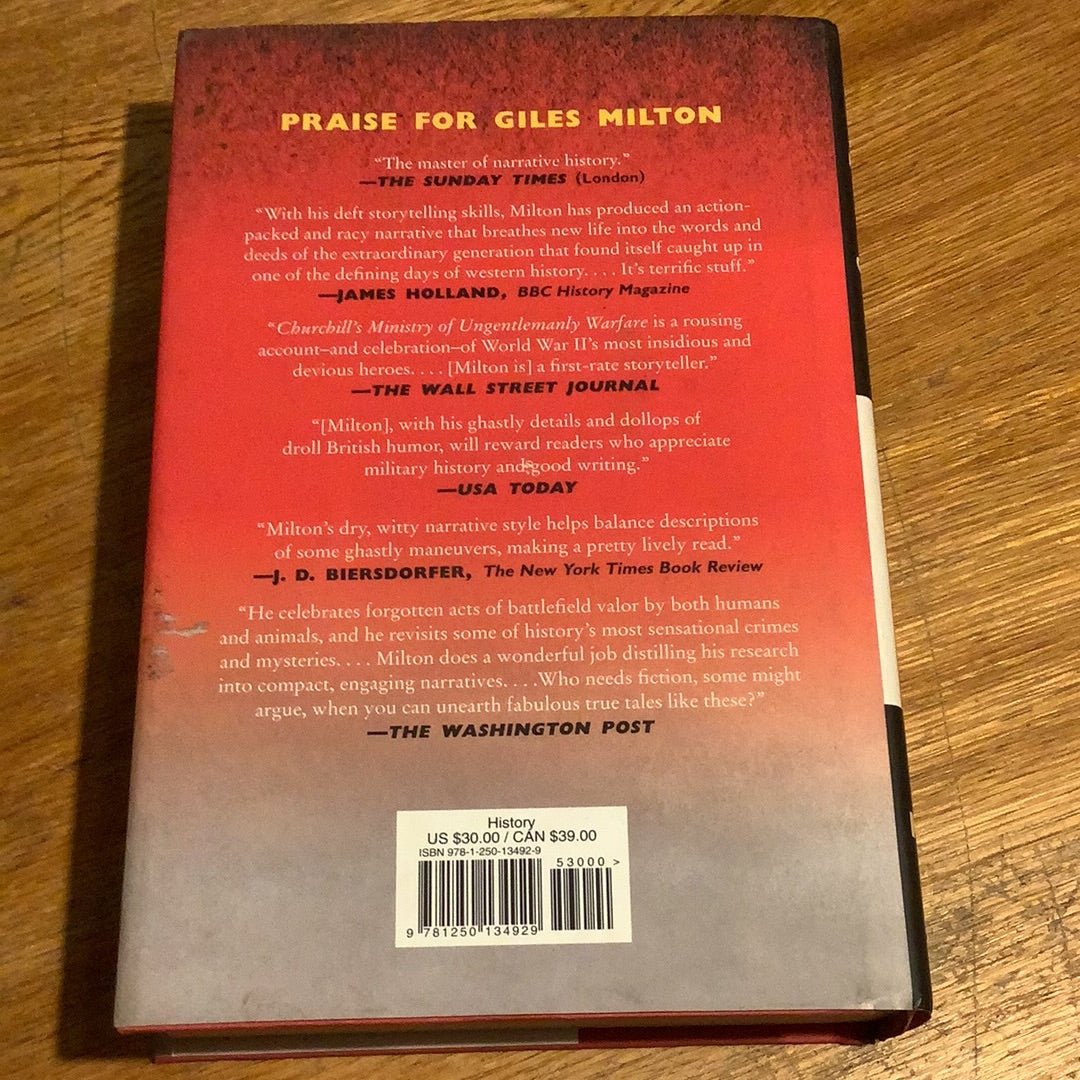 PRAISE FOR GILES MILTON
“The master of narrative history.”
—THE SUNDAY TIMES (London)
“With his deft storytelling skills, Milton has produced an action-
packed and racy narrative that breathes new life into the words and
deeds of the extraordinary generation that found itself caught up in
one of the defining days of western history. . . . It’s terrific stuff.”
—JAMES HOLLAND, BBC History Magazine
“Churchill’s Ministry of Ungentlemanly Warfare is a rousing
account–and celebration–of World War II’s most insidious and
devious heroes. . . . [Milton is] a first-rate storyteller.”
—THE WALL STREET JOURNAL
“[Milton], with his ghastly details and dollops of
droll British humor, will reward readers who appreciate
military history and good writing.”
—USA TODAY
“Milton’s dry, witty narrative style helps balance descriptions
of some ghastly maneuvers, making a pretty lively read.”
—J. D. BIERSDORFER, The New York Times Book Review
“He celebrates forgotten acts of battlefield valor by both humans
and animals, and he revisits some of history’s most sensational crimes
and mysteries. . . . Milton does a wonderful job distilling his research
into compact, engaging narratives. . . .Who needs fiction, some might
argue, when you can unearth fabulous true tales like these?”
—THE WASHINGTON POST
History
US $30.00 / CAN $39.00
ISBN 978-1-250-13492-9
53000 >
9 781250 134929